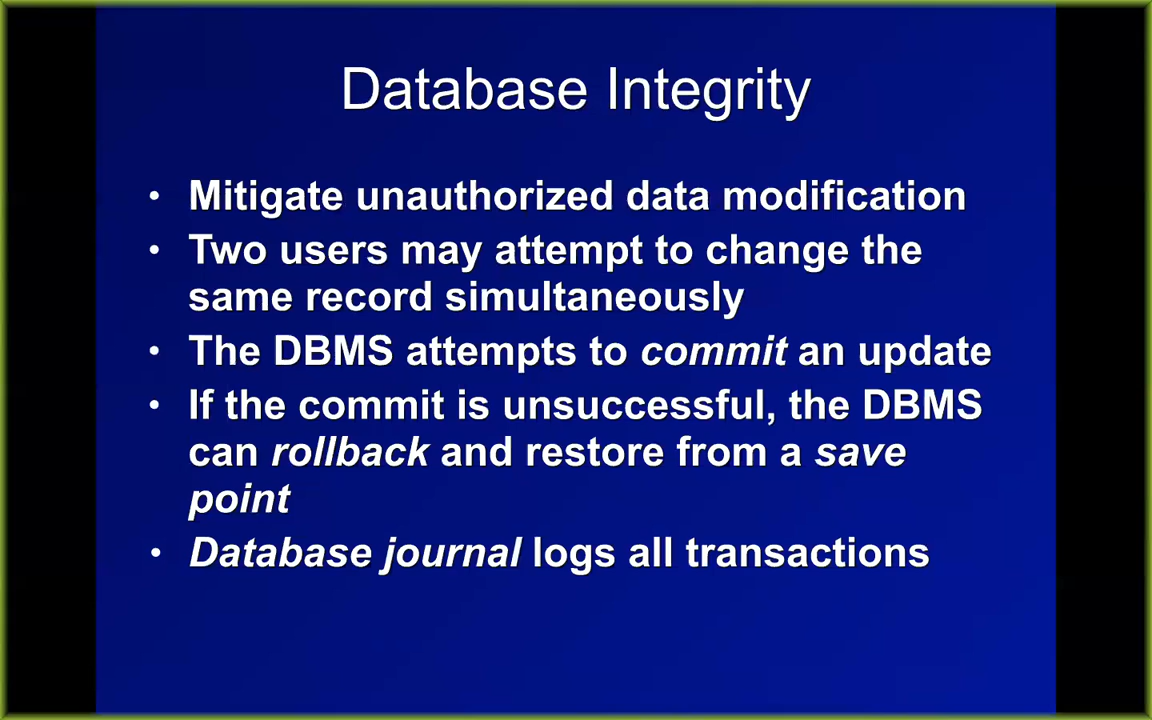 Database Integrity
• Mitigate unauthorized data modification
• Two users may attempt to change the
same record simultaneously
• The DBMS attempts to commit an update
• If the commit is unsuccessful, the DBMS
can rollback and restore from a save
point
• Database journal logs all transactions